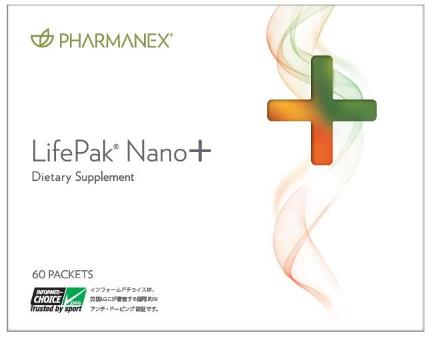 PHARMANEX®
LifePak® Nano+
Dietary Supplement
60 PACKETS
INFORMED–
CHOICE
.ORG
Trusted by sport
インフォームドチョイスは、
英国LGCが審査する国際的な
アンチ・ドーピング認証です。